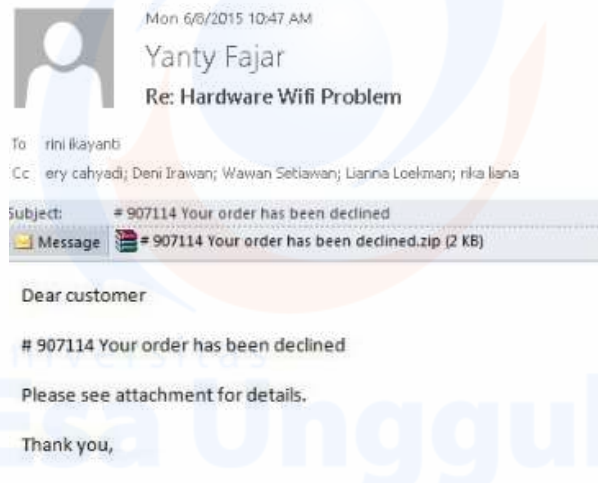 Mon 6/8/2015 10:47 AM
Yanty Fajar
Re: Hardware Wifi Problem
To rini ikayanti
Cc ery cahyadi; Deni Irawan; Wawan Setiawan; Lianna Loekman; rika liana
Subject: # 907114 Your order has been declined
Message # 907114 Your order has been declined.zip (2 KB)
Dear customer
# 907114 Your order has been declined
Universitas
Please see attachment for details.
Esa Unggul
Thank you,